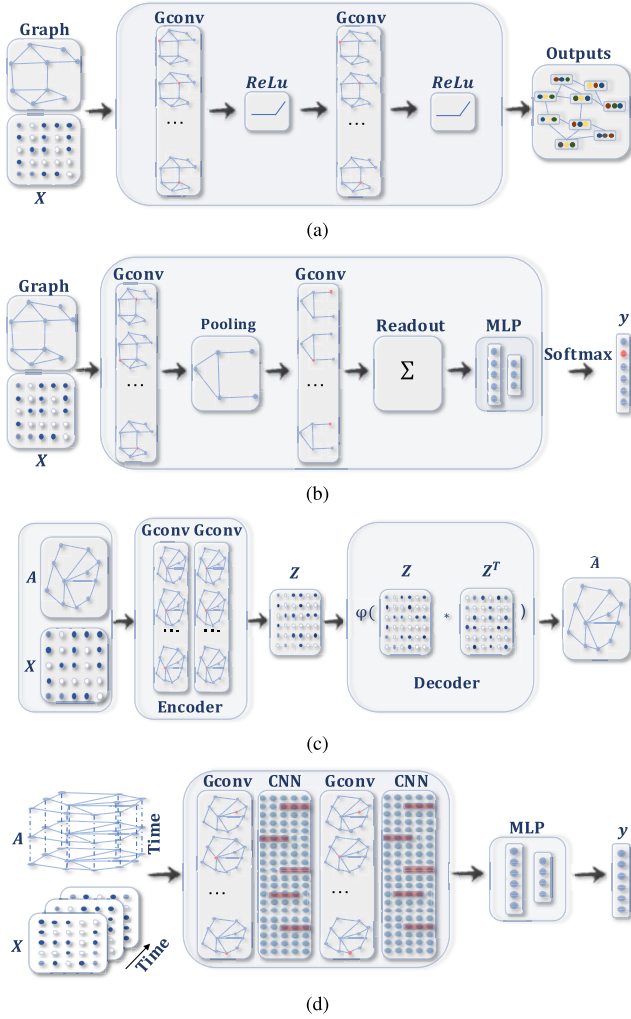 Graph
X
Gconv
ReLu
...
Gconv
ReLu
...
Outputs
(a)
Graph
X
Gconv
...
Pooling
Gconv
...
Readout
Σ
MLP
Softmax
y
(b)
A
X
Gconv Gconv
...
...
Encoder
Z
φ( Z * Z^T )
Decoder
Â
(c)
A
Time
X
Time
Gconv
...
CNN
Gconv
...
CNN
MLP
y
(d)